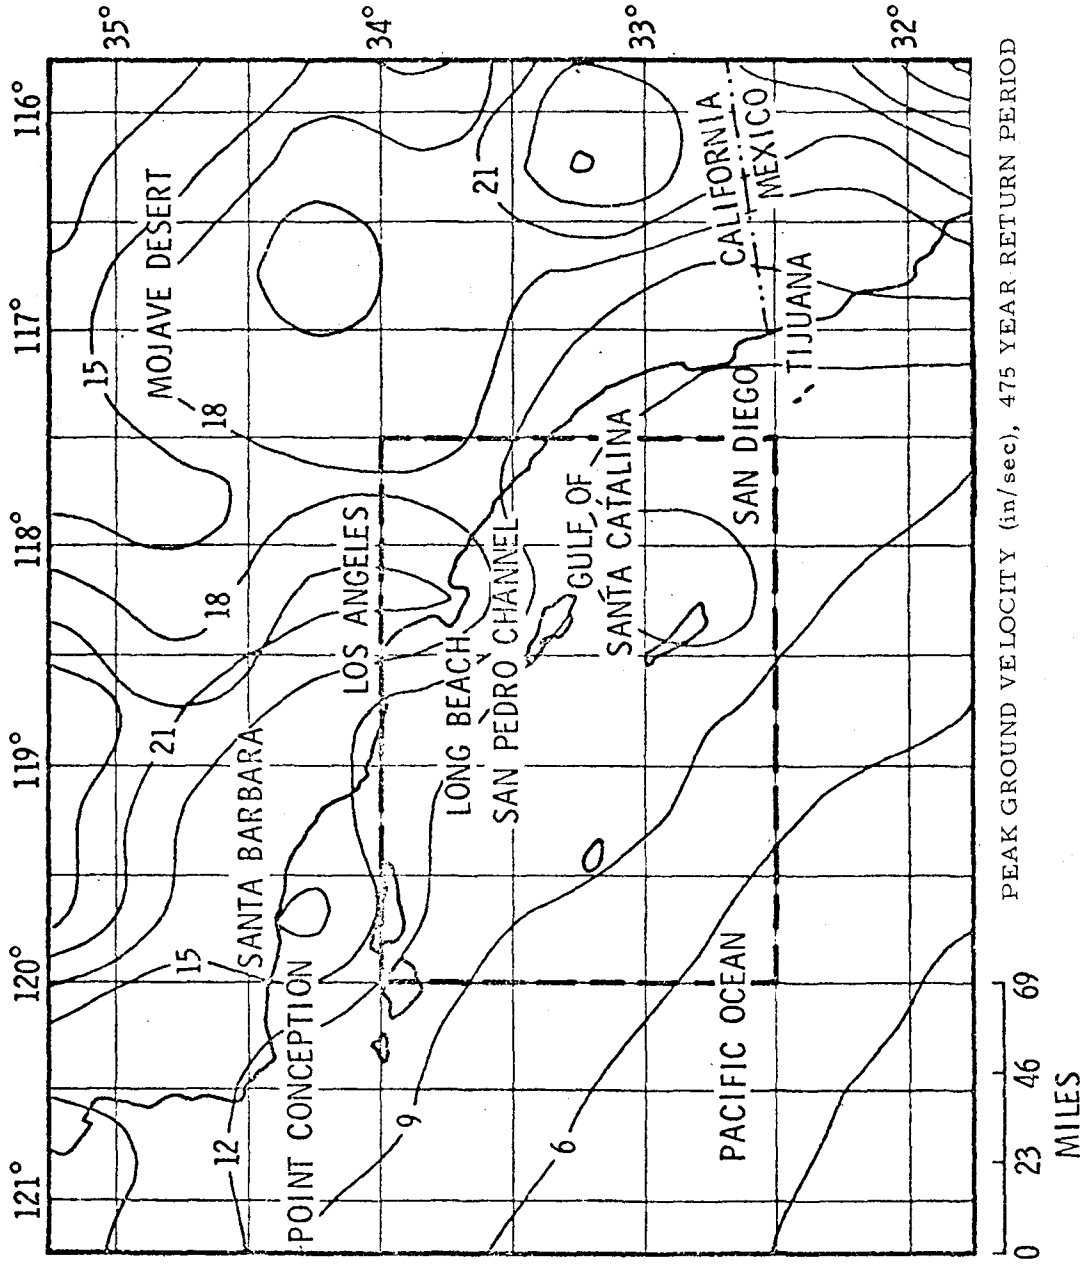 121° 120° 119° 118° 117° 116°
35°
34°
33°
32°
15
MOJAVE DESERT
18
18
21
21
15
12
9
6
SANTA BARBARA
POINT CONCEPTION
LOS ANGELES
LONG BEACH
SAN PEDRO CHANNEL
GULF OF
SANTA CATALINA
SAN DIEGO
TIJUANA
CALIFORNIA
MEXICO
PACIFIC OCEAN
0 23 46 69
MILES
PEAK GROUND VELOCITY (in/sec), 475 YEAR RETURN PERIOD